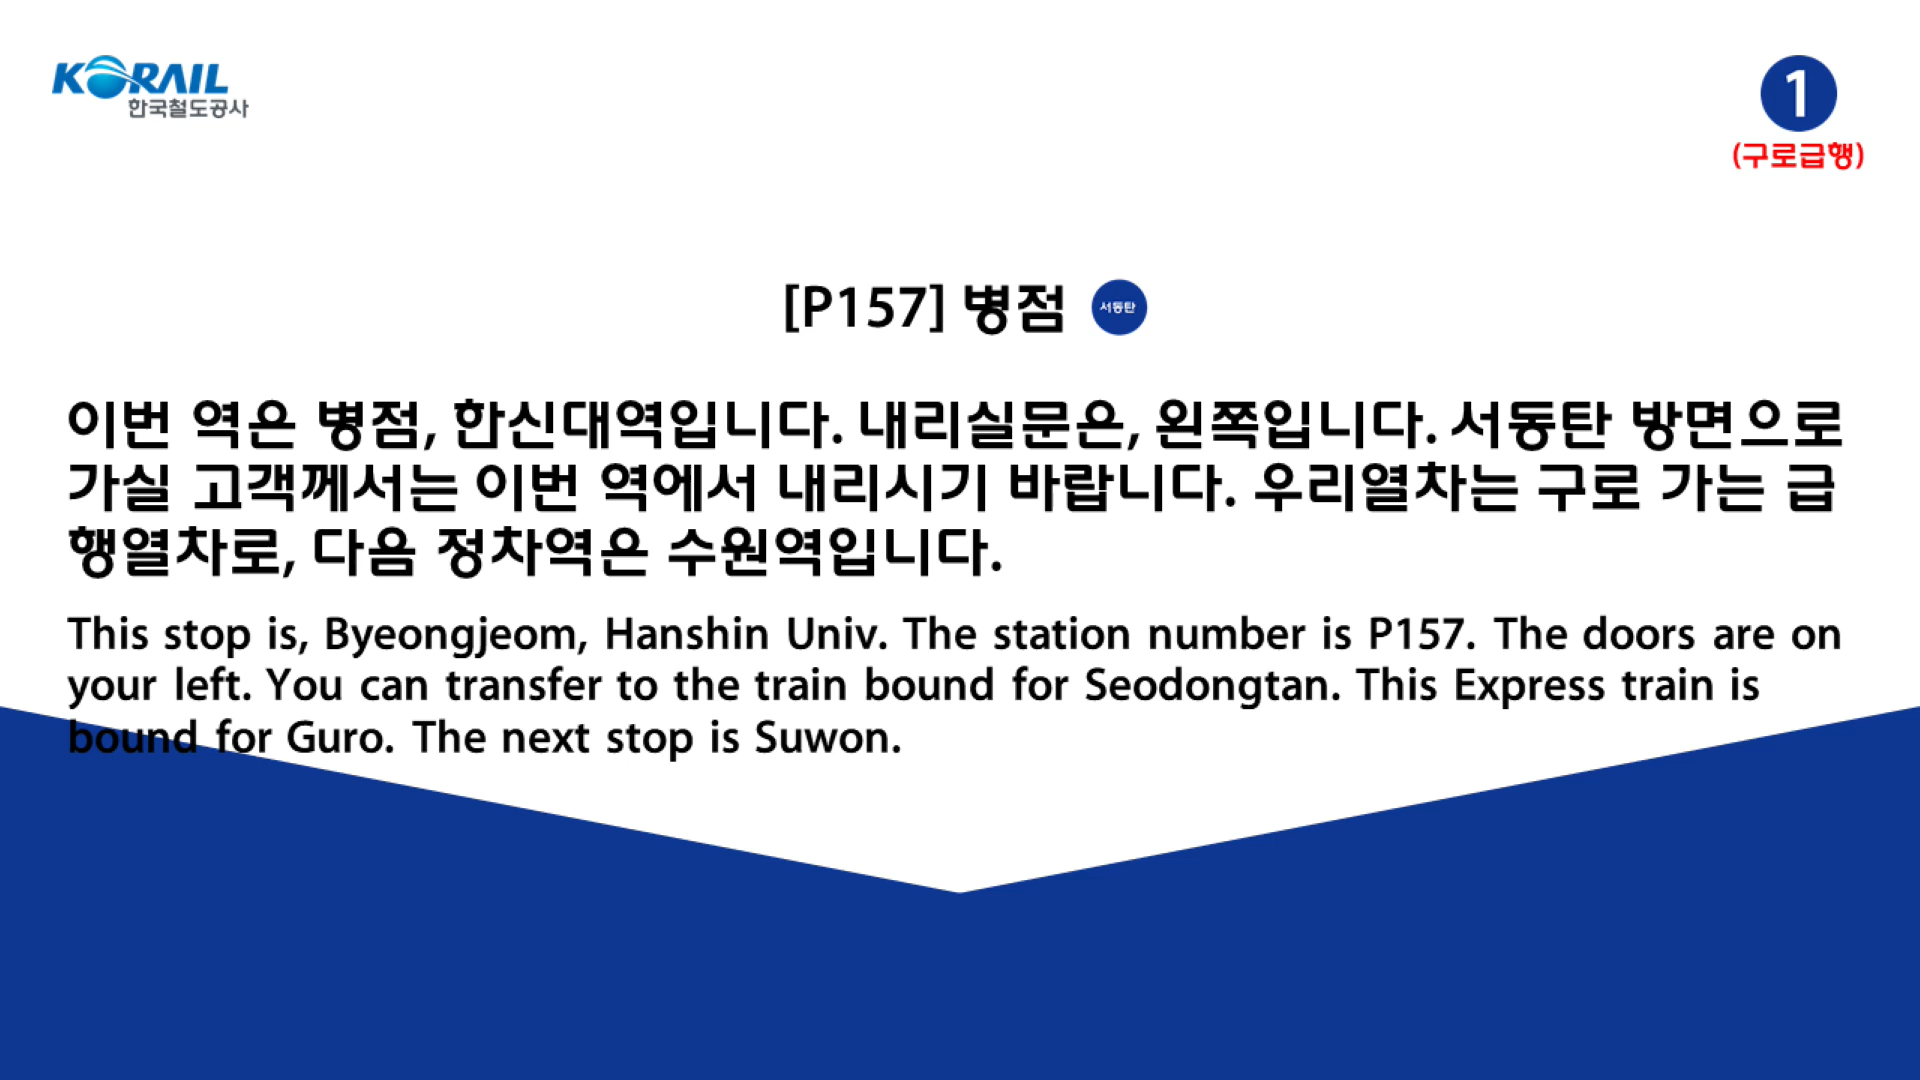 KORAIL
한국철도공사
1
(구로급행)
[P157] 병점 서동탄
이번 역은 병점, 한신대역입니다. 내리실문은, 왼쪽입니다. 서동탄 방면으로
가실 고객께서는 이번 역에서 내리시기 바랍니다. 우리열차는 구로 가는 급
행열차로, 다음 정차역은 수원역입니다.
This stop is, Byeongjeom, Hanshin Univ. The station number is P157. The doors are on
your left. You can transfer to the train bound for Seodongtan. This Express train is
bound for Guro. The next stop is Suwon.